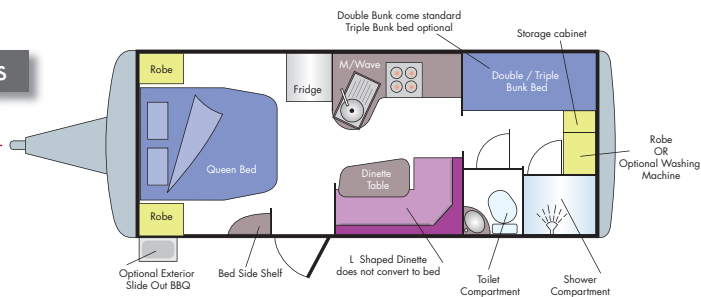 S
Double Bunk come standard
Triple Bunk bed optional
Storage cabinet
Robe
M/Wave
Fridge
Double / Triple
Bunk Bed
Queen Bed
Dinette
Table
Robe
OR
Optional Washing
Machine
Robe
Optional Exterior
Slide Out BBQ
Bed Side Shelf
L Shaped Dinette
does not convert to bed
Toilet
Compartment
Shower
Compartment